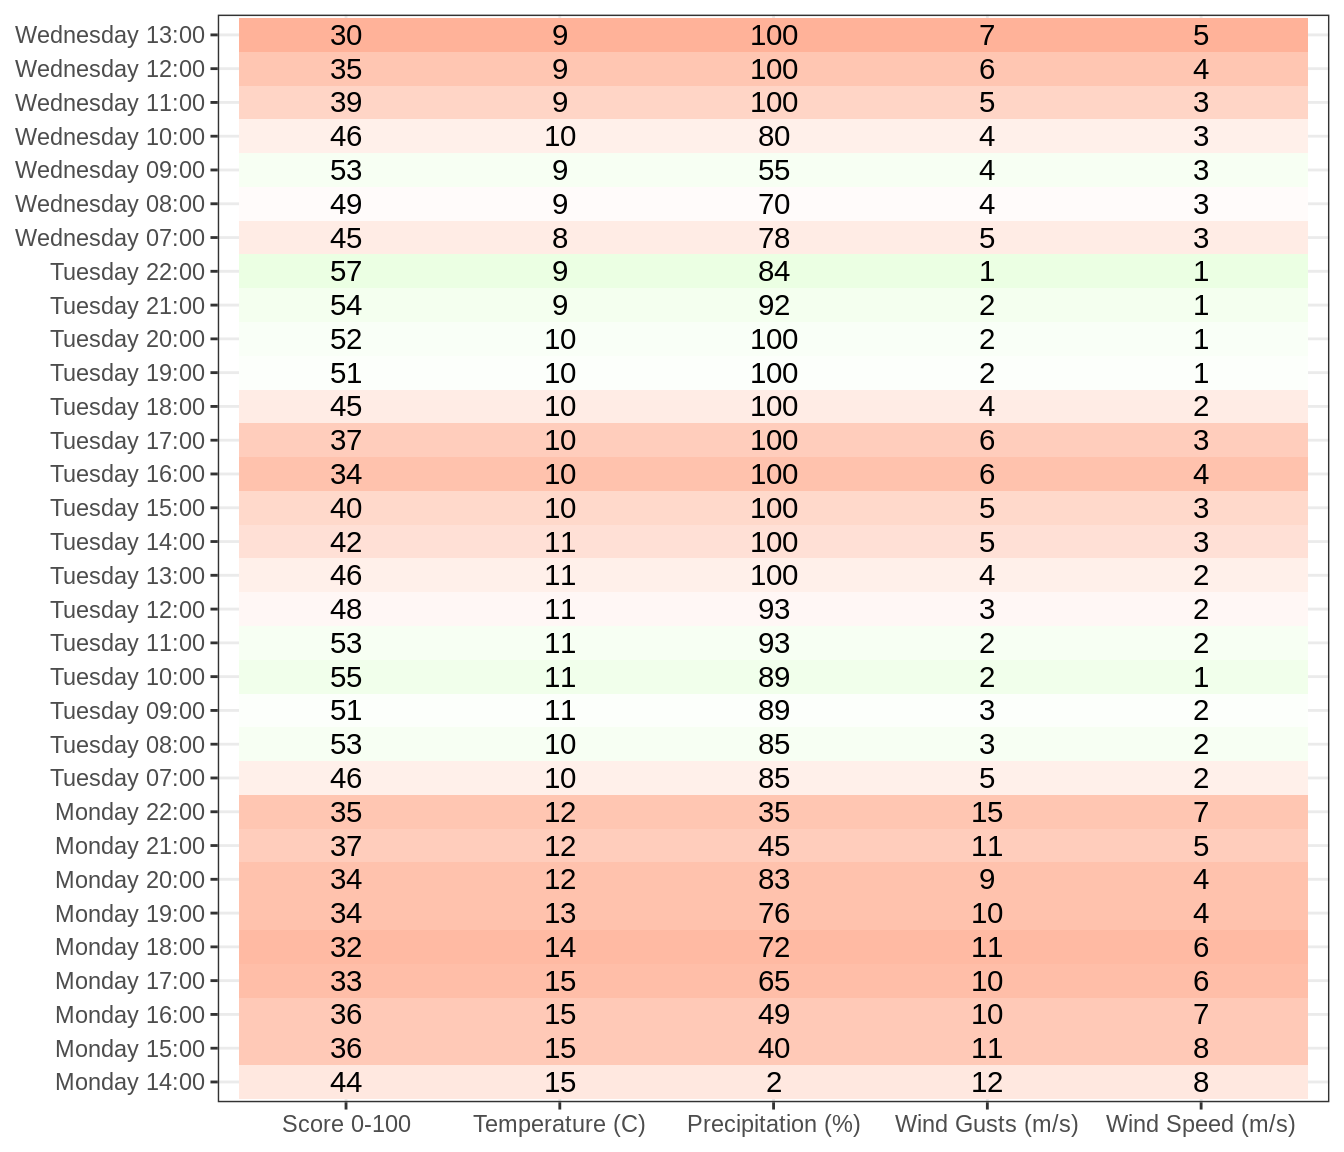 Wednesday 13:00 30 9 100 7 5
Wednesday 12:00 35 9 100 6 4
Wednesday 11:00 39 9 100 5 3
Wednesday 10:00 46 10 80 4 3
Wednesday 09:00 53 9 55 4 3
Wednesday 08:00 49 9 70 4 3
Wednesday 07:00 45 8 78 5 3
Tuesday 22:00 57 9 84 1 1
Tuesday 21:00 54 9 92 2 1
Tuesday 20:00 52 10 100 2 1
Tuesday 19:00 51 10 100 2 1
Tuesday 18:00 45 10 100 4 2
Tuesday 17:00 37 10 100 6 3
Tuesday 16:00 34 10 100 6 4
Tuesday 15:00 40 10 100 5 3
Tuesday 14:00 42 11 100 5 3
Tuesday 13:00 46 11 100 4 2
Tuesday 12:00 48 11 93 3 2
Tuesday 11:00 53 11 93 2 2
Tuesday 10:00 55 11 89 2 1
Tuesday 09:00 51 11 89 3 2
Tuesday 08:00 53 10 85 3 2
Tuesday 07:00 46 10 85 5 2
Monday 22:00 35 12 35 15 7
Monday 21:00 37 12 45 11 5
Monday 20:00 34 12 83 9 4
Monday 19:00 34 13 76 10 4
Monday 18:00 32 14 72 11 6
Monday 17:00 33 15 65 10 6
Monday 16:00 36 15 49 10 7
Monday 15:00 36 15 40 11 8
Monday 14:00 44 15 2 12 8
Score 0-100 Temperature (C) Precipitation (%) Wind Gusts (m/s) Wind Speed (m/s)